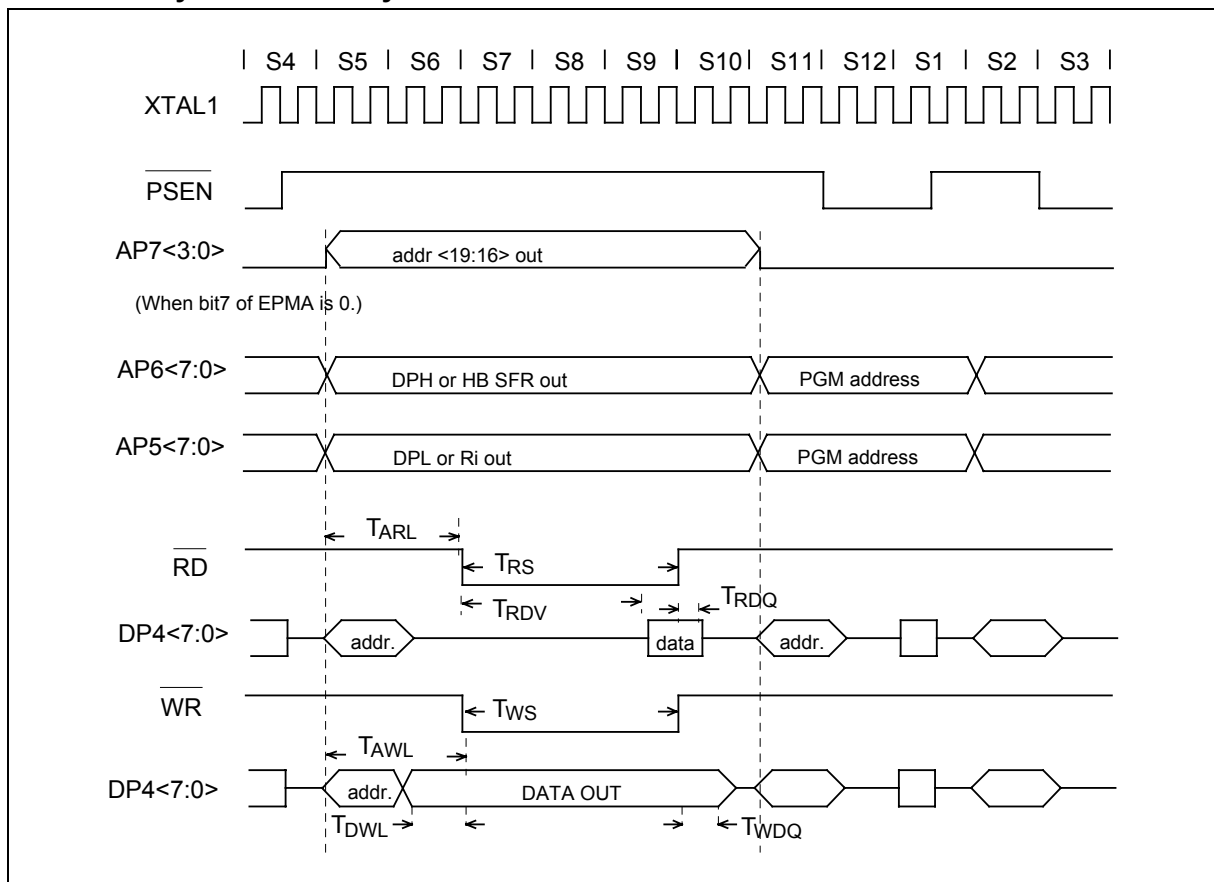 S4 | S5 | S6 | S7 | S8 | S9 | S10 | S11 | S12 | S1 | S2 | S3
XTAL1
PSEN
AP7<3:0>
addr <19:16> out
(When bit7 of EPMA is 0.)
AP6<7:0>
DPH or HB SFR out
PGM address
AP5<7:0>
DPL or Ri out
PGM address
TARL
RD
TRS
TRDV
TRDQ
DP4<7:0>
addr.
data
addr.
WR
TWS
TAWL
DP4<7:0>
addr.
DATA OUT
TDWL
TWDQ